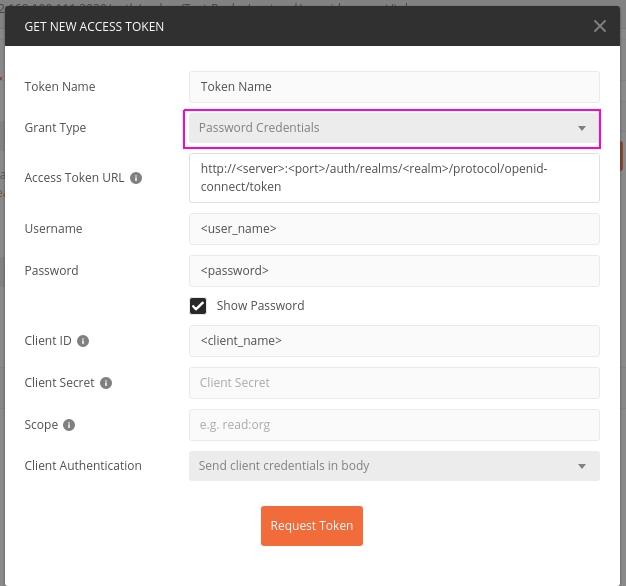 GET NEW ACCESS TOKEN
Token Name Token Name
Grant Type Password Credentials
Access Token URL http://<server>:<port>/auth/realms/<realm>/protocol/openid-
connect/token
Username <user_name>
Password <password>
Show Password
Client ID <client_name>
Client Secret Client Secret
Scope e.g. read:org
Client Authentication Send client credentials in body
Request Token